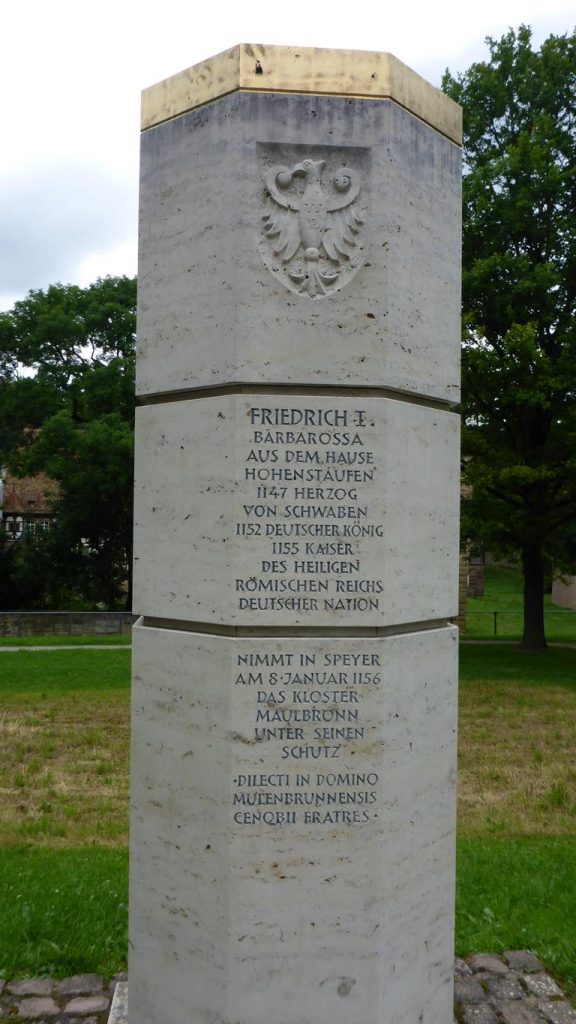 FRIEDRICH I.
BARBAROSSA
AUS DEM HAUSE
HOHENSTAUFEN
1147 HERZOG
VON SCHWABEN
1152 DEUTSCHER KÖNIG
1155 KAISER
DES HEILIGEN
RÖMISCHEN REICHS
DEUTSCHER NATION
NIMMT IN SPEYER
AM 8·JANUAR 1156
DAS KLOSTER
MAULBRONN
UNTER SEINEN
SCHUTZ
·DILECTI IN DOMINO
MULENBRUNNENSIS
CENOBII FRATRES·